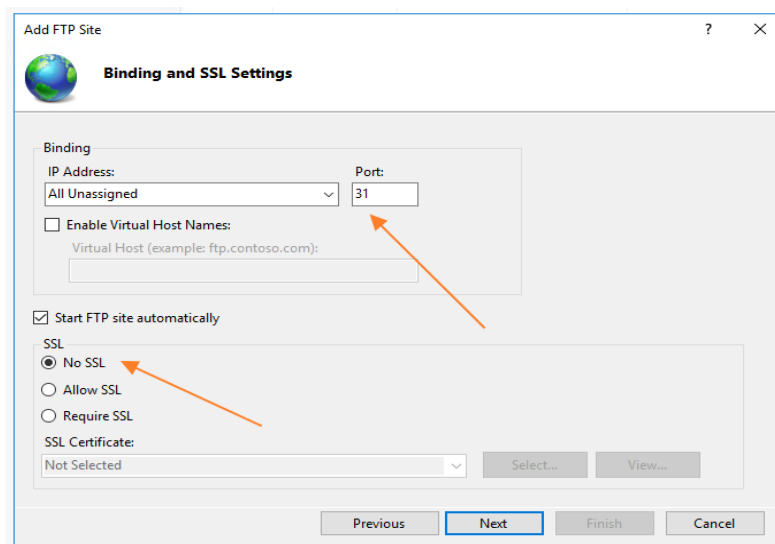 Add FTP Site ?
Binding and SSL Settings
Binding
IP Address: Port:
All Unassigned 31
Enable Virtual Host Names:
Virtual Host (example: ftp.contoso.com):
Start FTP site automatically
SSL
No SSL
Allow SSL
Require SSL
SSL Certificate:
Not Selected Select... View...
Previous Next Finish Cancel